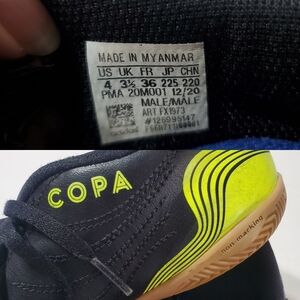 MADE IN MYANMAR
US UK FR JP CHN
4 3½ 36 225 220
PMA 20M001 12/20
MALE/MALE
ART FX1973
COPA
non-marking